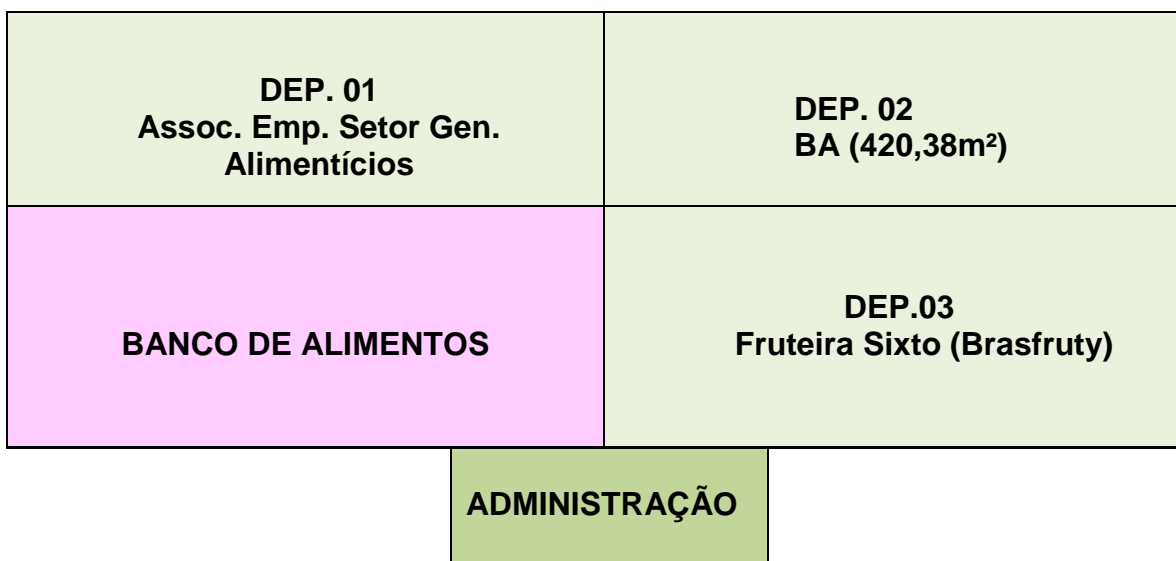 DEP. 01
Assoc. Emp. Setor Gen.
Alimentícios
DEP. 02
BA (420,38m²)
BANCO DE ALIMENTOS
DEP.03
Fruteira Sixto (Brasfruty)
ADMINISTRAÇÃO